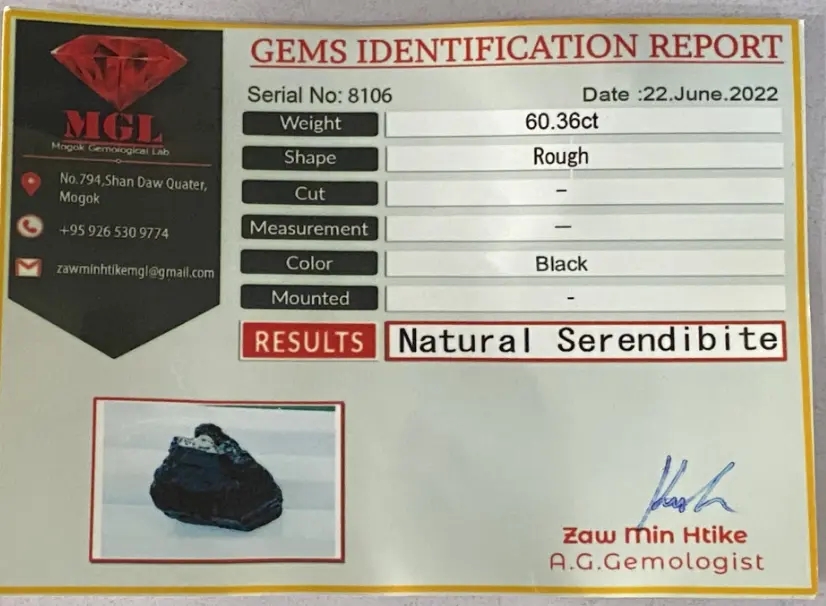 GEMS IDENTIFICATION REPORT
MGL
Mogok Gemological Lab
No.794,Shan Daw Quater,
Mogok
+95 926 530 9774
zawminhtikemgl@gmail.com
Serial No: 8106 Date :22.June.2022
Weight 60.36ct
Shape Rough
Cut –
Measurement —
Color Black
Mounted -
RESULTS Natural Serendibite
Zaw Min Htike
A.G.Gemologist